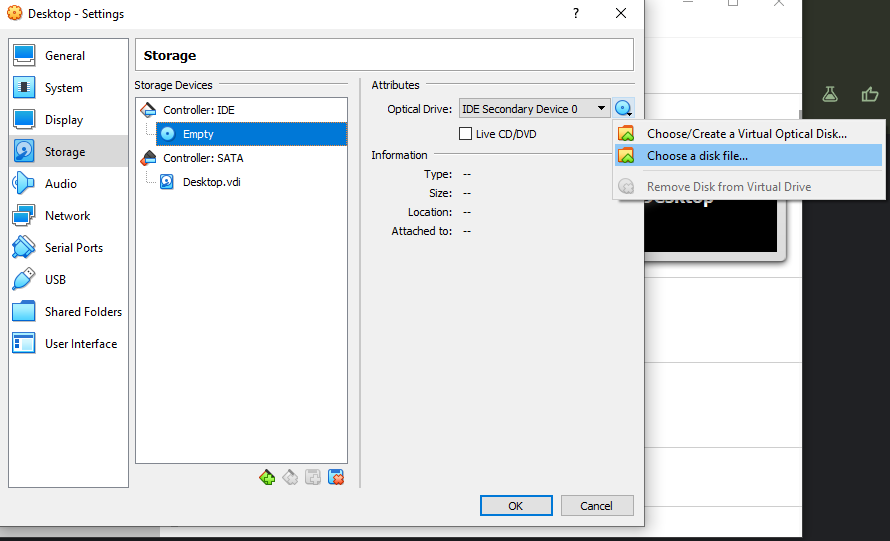 Desktop - Settings
?
General
System
Display
Storage
Audio
Network
Serial Ports
USB
Shared Folders
User Interface
Storage
Storage Devices
Controller: IDE
Empty
Controller: SATA
Desktop.vdi
Attributes
Optical Drive: IDE Secondary Device 0
Live CD/DVD
Information
Type: --
Size: --
Location: --
Attached to: --
Choose/Create a Virtual Optical Disk...
Choose a disk file...
Remove Disk from Virtual Drive
OK
Cancel